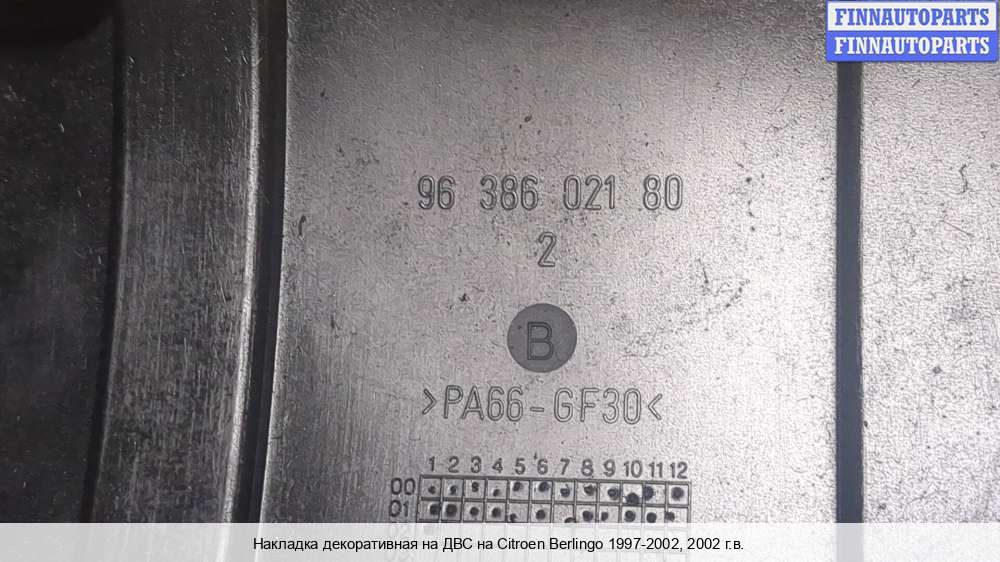 FINNAUTOPARTS
FINNAUTOPARTS
96 386 021 80
2
B
>PA66-GF30<
1 2 3 4 5 6 7 8 9 10 11 12
00
01
Накладка декоративная на ДВС на Citroen Berlingo 1997-2002, 2002 г.в.